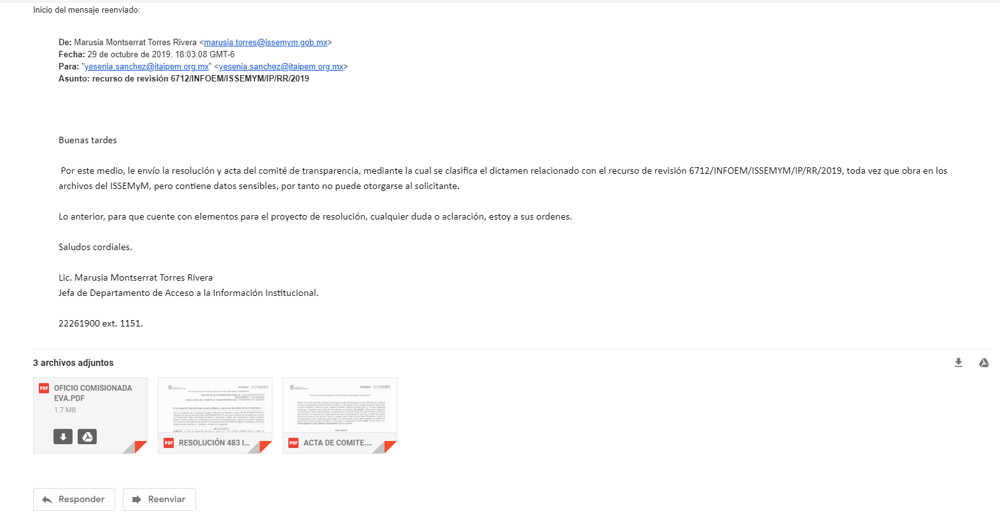 Inicio del mensaje reenviado:
De: Marusia Montserrat Torres Rivera <marusia.torres@issemym.gob.mx>
Fecha: 29 de octubre de 2019, 18:03:08 GMT-6
Para: "yesenia.sanchez@itaipem.org.mx" <yesenia.sanchez@itaipem.org.mx>
Asunto: recurso de revisión 6712/INFOEM/ISSEMYM/IP/RR/2019
Buenas tardes
Por este medio, le envío la resolución y acta del comité de transparencia, mediante la cual se clasifica el dictamen relacionado con el recurso de revisión 6712/INFOEM/ISSEMYM/IP/RR/2019, toda vez que obra en los
archivos del ISSEMyM, pero contiene datos sensibles, por tanto no puede otorgarse al solicitante.
Lo anterior, para que cuente con elementos para el proyecto de resolución, cualquier duda o aclaración, estoy a sus ordenes.
Saludos cordiales.
Lic. Marusia Montserrat Torres Rivera
Jefa de Departamento de Acceso a la Información Institucional.
22261900 ext. 1151.
3 archivos adjuntos
PDF OFICIO COMISIONADA
EVA.PDF
1.7 MB
PDF RESOLUCIÓN 483 I...
PDF ACTA DE COMITE....
Responder
Reenviar